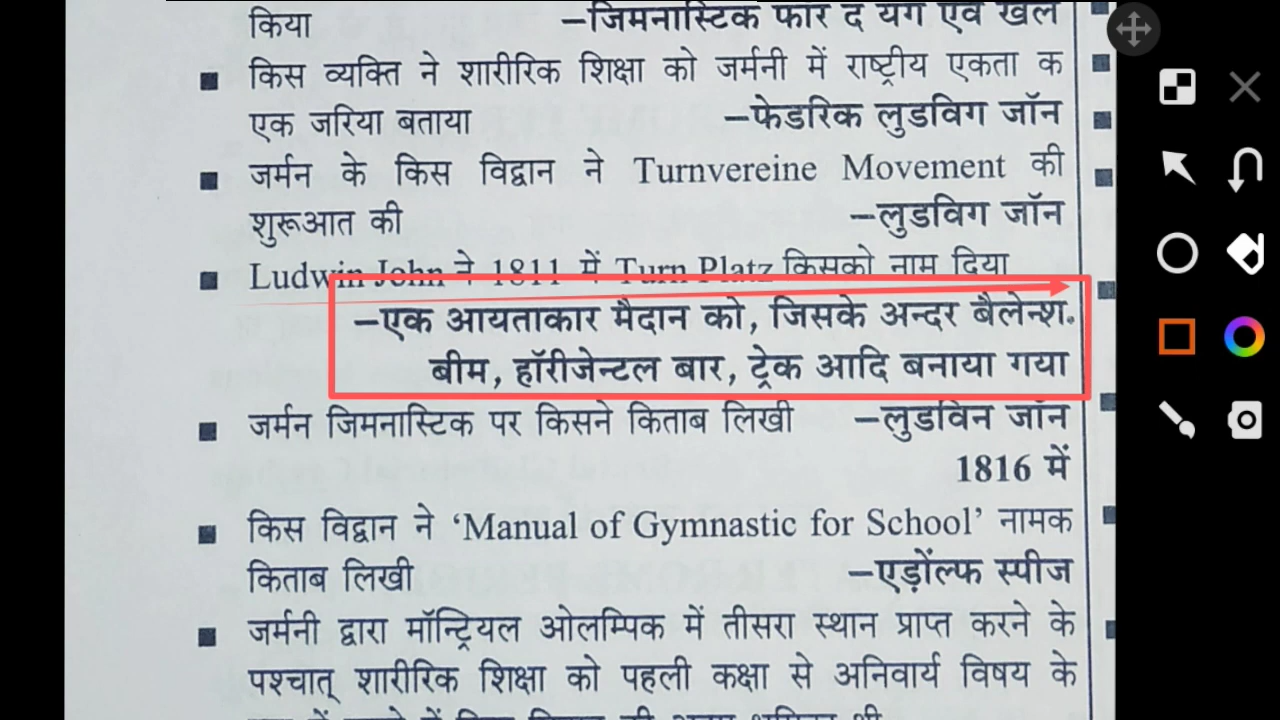 किया –जिमनास्टिक फॉर द यंग एवं खेल
किस व्यक्ति ने शारीरिक शिक्षा को जर्मनी में राष्ट्रीय एकता क
एक जरिया बताया –फेडरिक लुडविग जॉन
जर्मन के किस विद्वान ने Turnvereine Movement की
शुरूआत की –लुडविग जॉन
Ludwin John ने 1811 में Turn Platz किसको नाम दिया
–एक आयताकार मैदान को, जिसके अन्दर बैलेन्श.
बीम, हॉरीजेन्टल बार, ट्रेक आदि बनाया गया
जर्मन जिमनास्टिक पर किसने किताब लिखी –लुडविन जॉन
1816 में
किस विद्वान ने ‘Manual of Gymnastic for School’ नामक
किताब लिखी –एड़ोंल्फ स्पीज
जर्मनी द्वारा मॉन्ट्रियल ओलम्पिक में तीसरा स्थान प्राप्त करने के
पश्चात् शारीरिक शिक्षा को पहली कक्षा से अनिवार्य विषय के